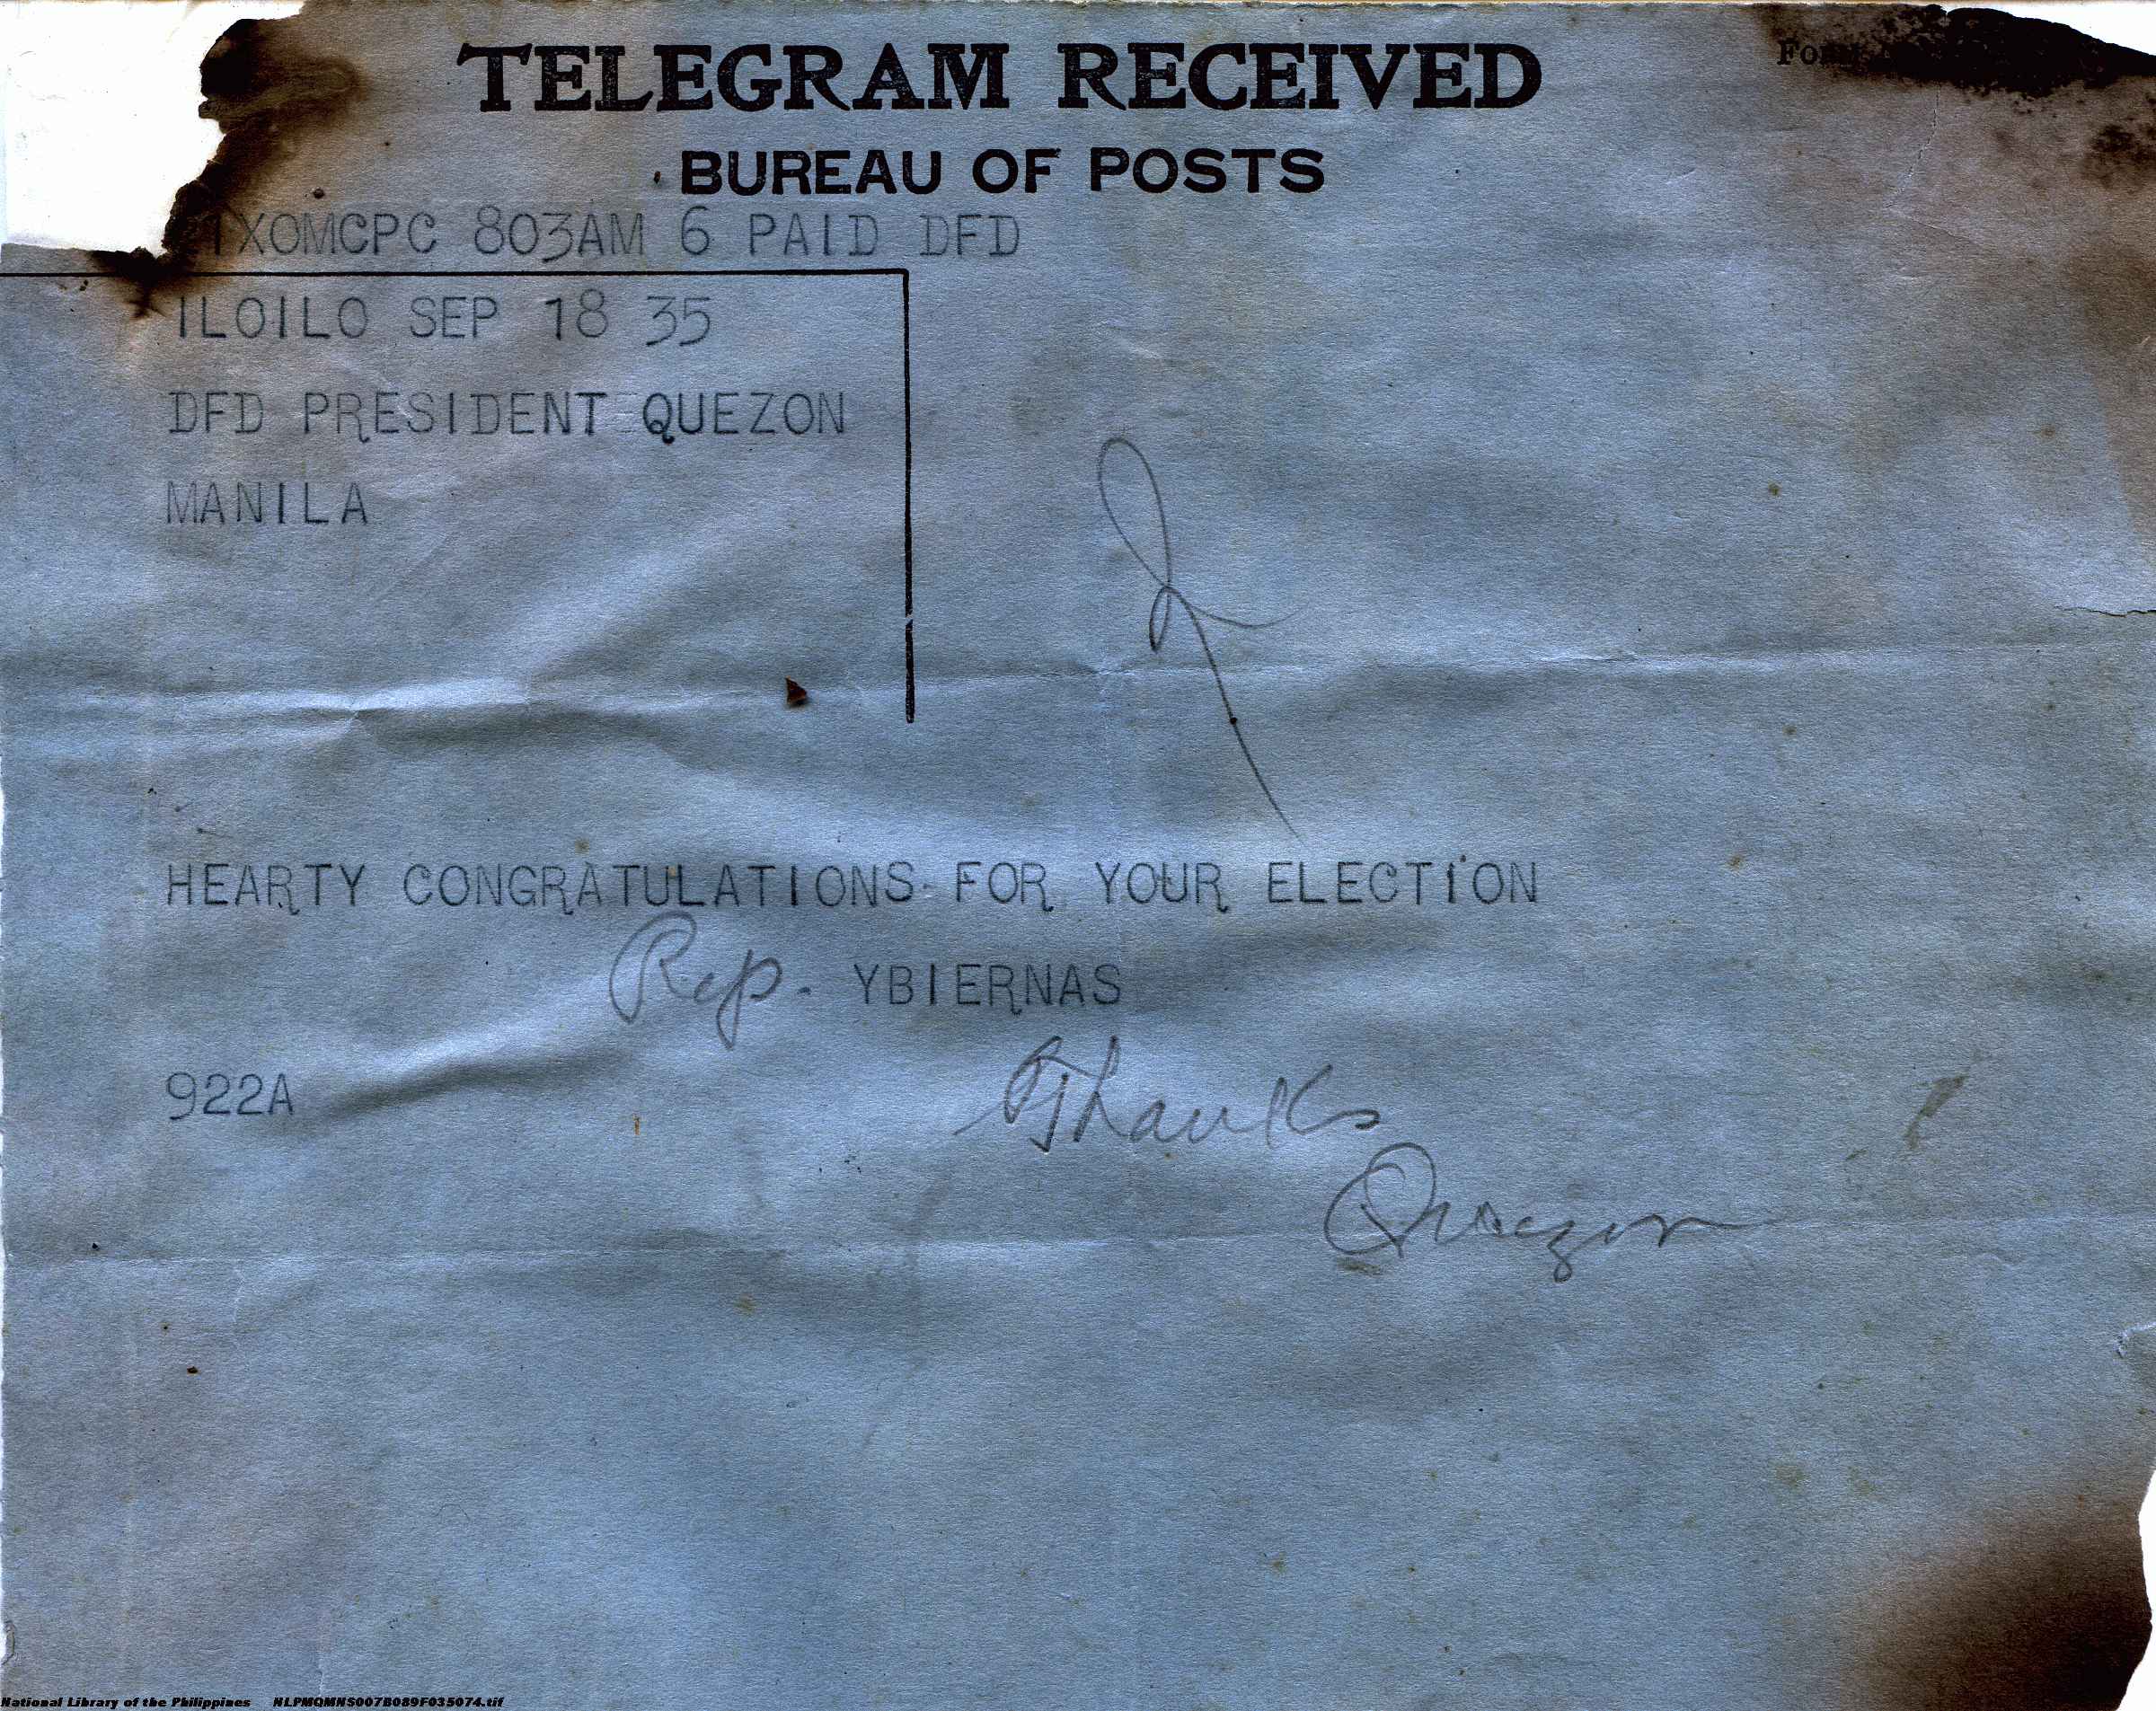 TELEGRAM RECEIVED
BUREAU OF POSTS
XOMCPC 803AM 6 PAID DFD
ILOILO SEP 18 35
DFD PRESIDENT QUEZON
MANILA
HEARTY CONGRATULATIONS FOR YOUR ELECTION
Rep. YBIERNAS
922A
Thanks
Quezon
National Library of the Philippines NLPMQMNS007B089F035074.tif